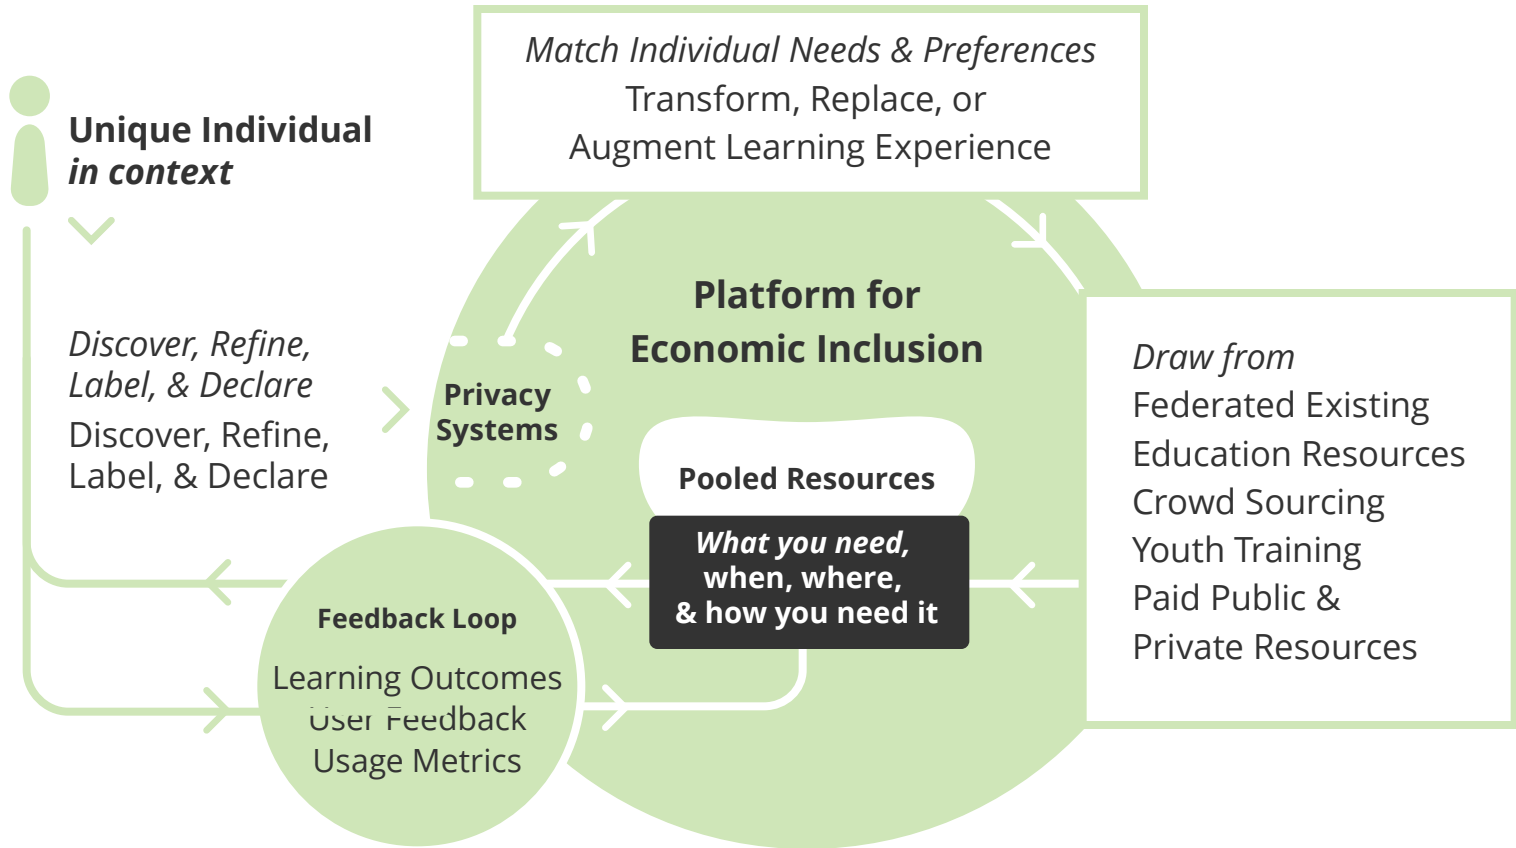 Match Individual Needs & Preferences
Transform, Replace, or
Augment Learning Experience
Unique Individual
in context
Discover, Refine,
Label, & Declare
Discover, Refine,
Label, & Declare
Privacy
Systems
Platform for
Economic Inclusion
Pooled Resources
What you need,
when, where,
& how you need it
Draw from
Federated Existing
Education Resources
Crowd Sourcing
Youth Training
Paid Public &
Private Resources
Feedback Loop
Learning Outcomes
User Feedback
Usage Metrics